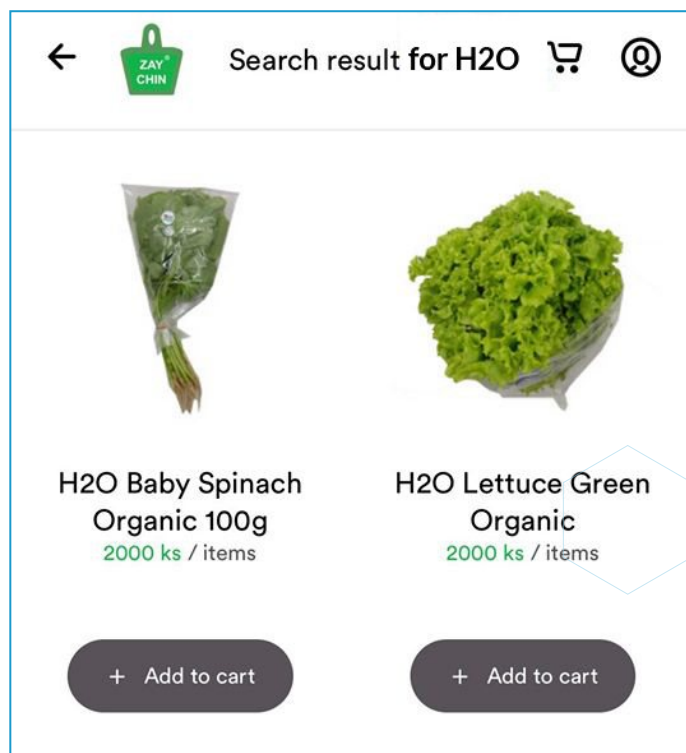 ZAY
CHIN
Search result for H2O
H2O Baby Spinach
Organic 100g
2000 ks / items
H2O Lettuce Green
Organic
2000 ks / items
+ Add to cart
+ Add to cart